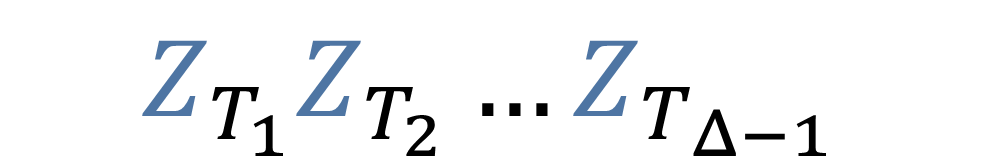 Z_{T_1} Z_{T_2} … Z_{T_{Δ−1}}